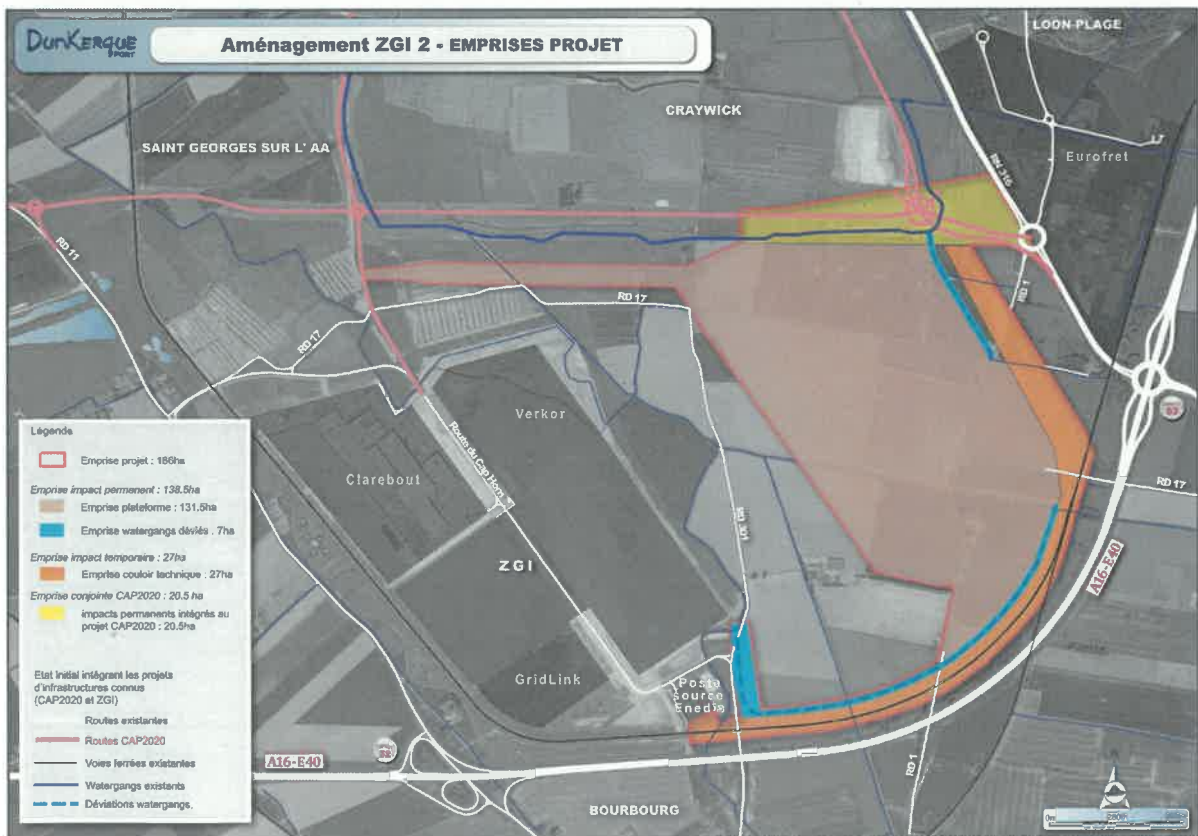 DUNKERQUE
PORT
Aménagement ZGI 2 - EMPRISES PROJET
LOON PLAGE
CRAYWICK
SAINT GEORGES SUR L' AA
Eurofret
RN 316
RD 11
RD 1
RD 17
RD 17
Verkor
Route du Cap Horn
Clarebout
RD 17
ZGI
A16-E40
GridLink
Poste
source
Enedis
52
A16-E40
RD 1
BOURBOURG
Légende
Emprise projet : 186ha
Emprise impact permanent : 138.5ha
Emprise plateforme : 131.5ha
Emprise watergangs déviés : 7ha
Emprise impact temporaire : 27ha
Emprise couloir technique : 27ha
Emprise conjointe CAP2020 : 20.5 ha
impacts permanents intégrés au
projet CAP2020 : 20.5ha
Etat initial intégrant les projets
d'infrastructures connus
(CAP2020 et ZGI)
Routes existantes
Routes CAP2020
Voies ferrées existantes
Watergangs existants
Déviations watergangs.
0m